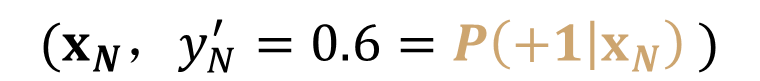 (𝐱_N, y′_N = 0.6 = P(+1|𝐱_N) )